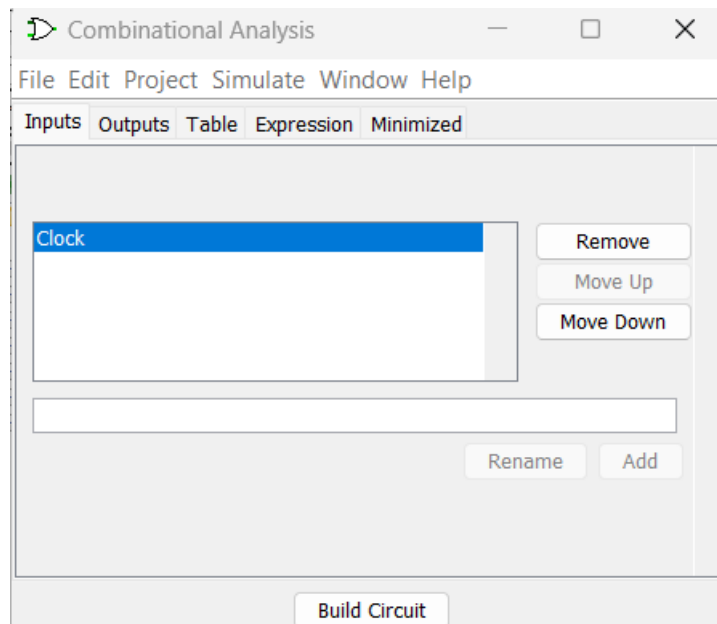 Combinational Analysis
File Edit Project Simulate Window Help
Inputs Outputs Table Expression Minimized
Clock
Remove
Move Up
Move Down
Rename Add
Build Circuit